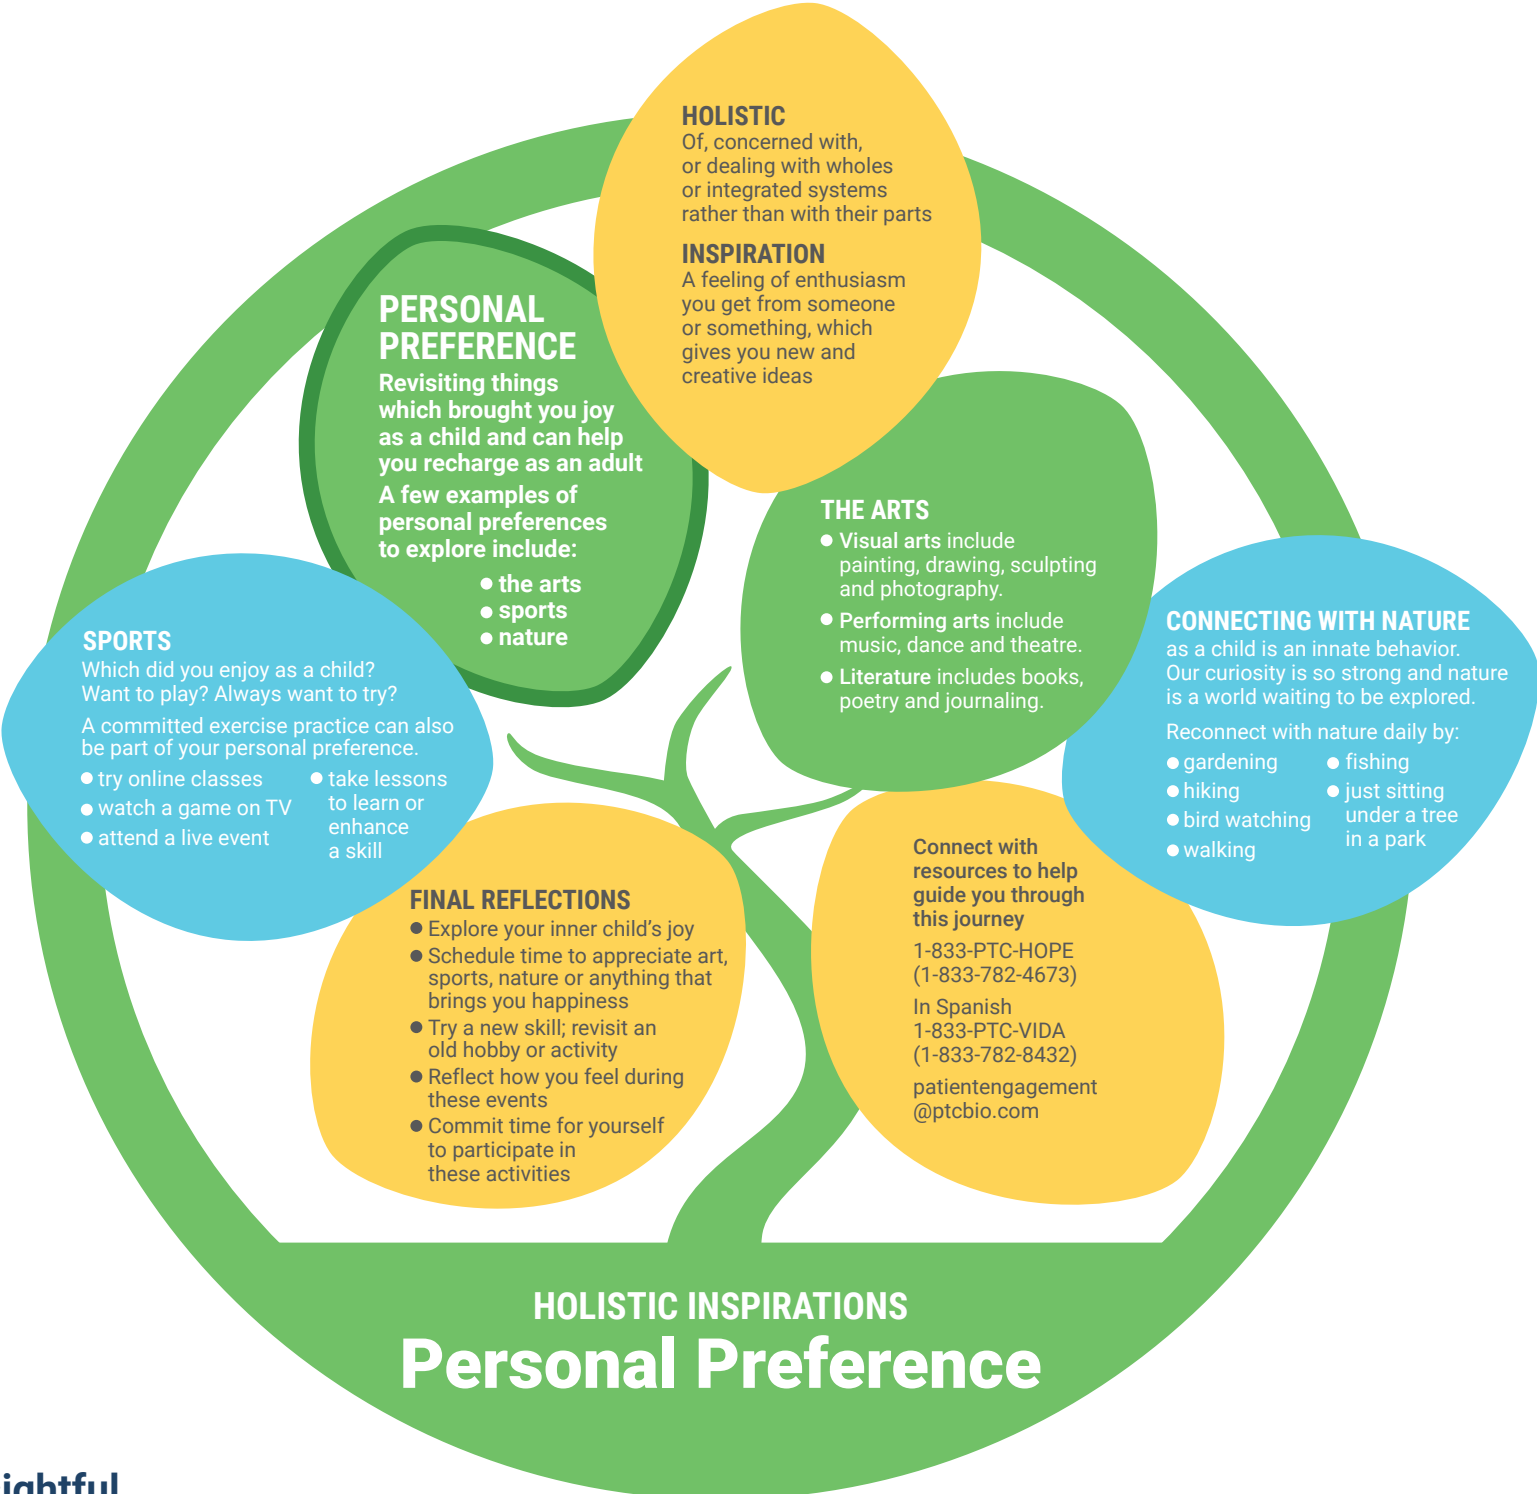 HOLISTIC
Of, concerned with,
or dealing with wholes
or integrated systems
rather than with their parts
INSPIRATION
A feeling of enthusiasm
you get from someone
or something, which
gives you new and
creative ideas
PERSONAL
PREFERENCE
Revisiting things
which brought you joy
as a child and can help
you recharge as an adult
A few examples of
personal preferences
to explore include:
● the arts
● sports
● nature
THE ARTS
● Visual arts include
painting, drawing, sculpting
and photography.
● Performing arts include
music, dance and theatre.
● Literature includes books,
poetry and journaling.
SPORTS
Which did you enjoy as a child?
Want to play? Always want to try?
A committed exercise practice can also
be part of your personal preference.
● try online classes
● watch a game on TV
● attend a live event
● take lessons
to learn or
enhance
a skill
CONNECTING WITH NATURE
as a child is an innate behavior.
Our curiosity is so strong and nature
is a world waiting to be explored.
Reconnect with nature daily by:
● gardening
● hiking
● bird watching
● walking
● fishing
● just sitting
under a tree
in a park
FINAL REFLECTIONS
● Explore your inner child’s joy
● Schedule time to appreciate art,
sports, nature or anything that
brings you happiness
● Try a new skill; revisit an
old hobby or activity
● Reflect how you feel during
these events
● Commit time for yourself
to participate in
these activities
Connect with
resources to help
guide you through
this journey
1-833-PTC-HOPE
(1-833-782-4673)
In Spanish
1-833-PTC-VIDA
(1-833-782-8432)
patientengagement
@ptcbio.com
HOLISTIC INSPIRATIONS
Personal Preference
ightful